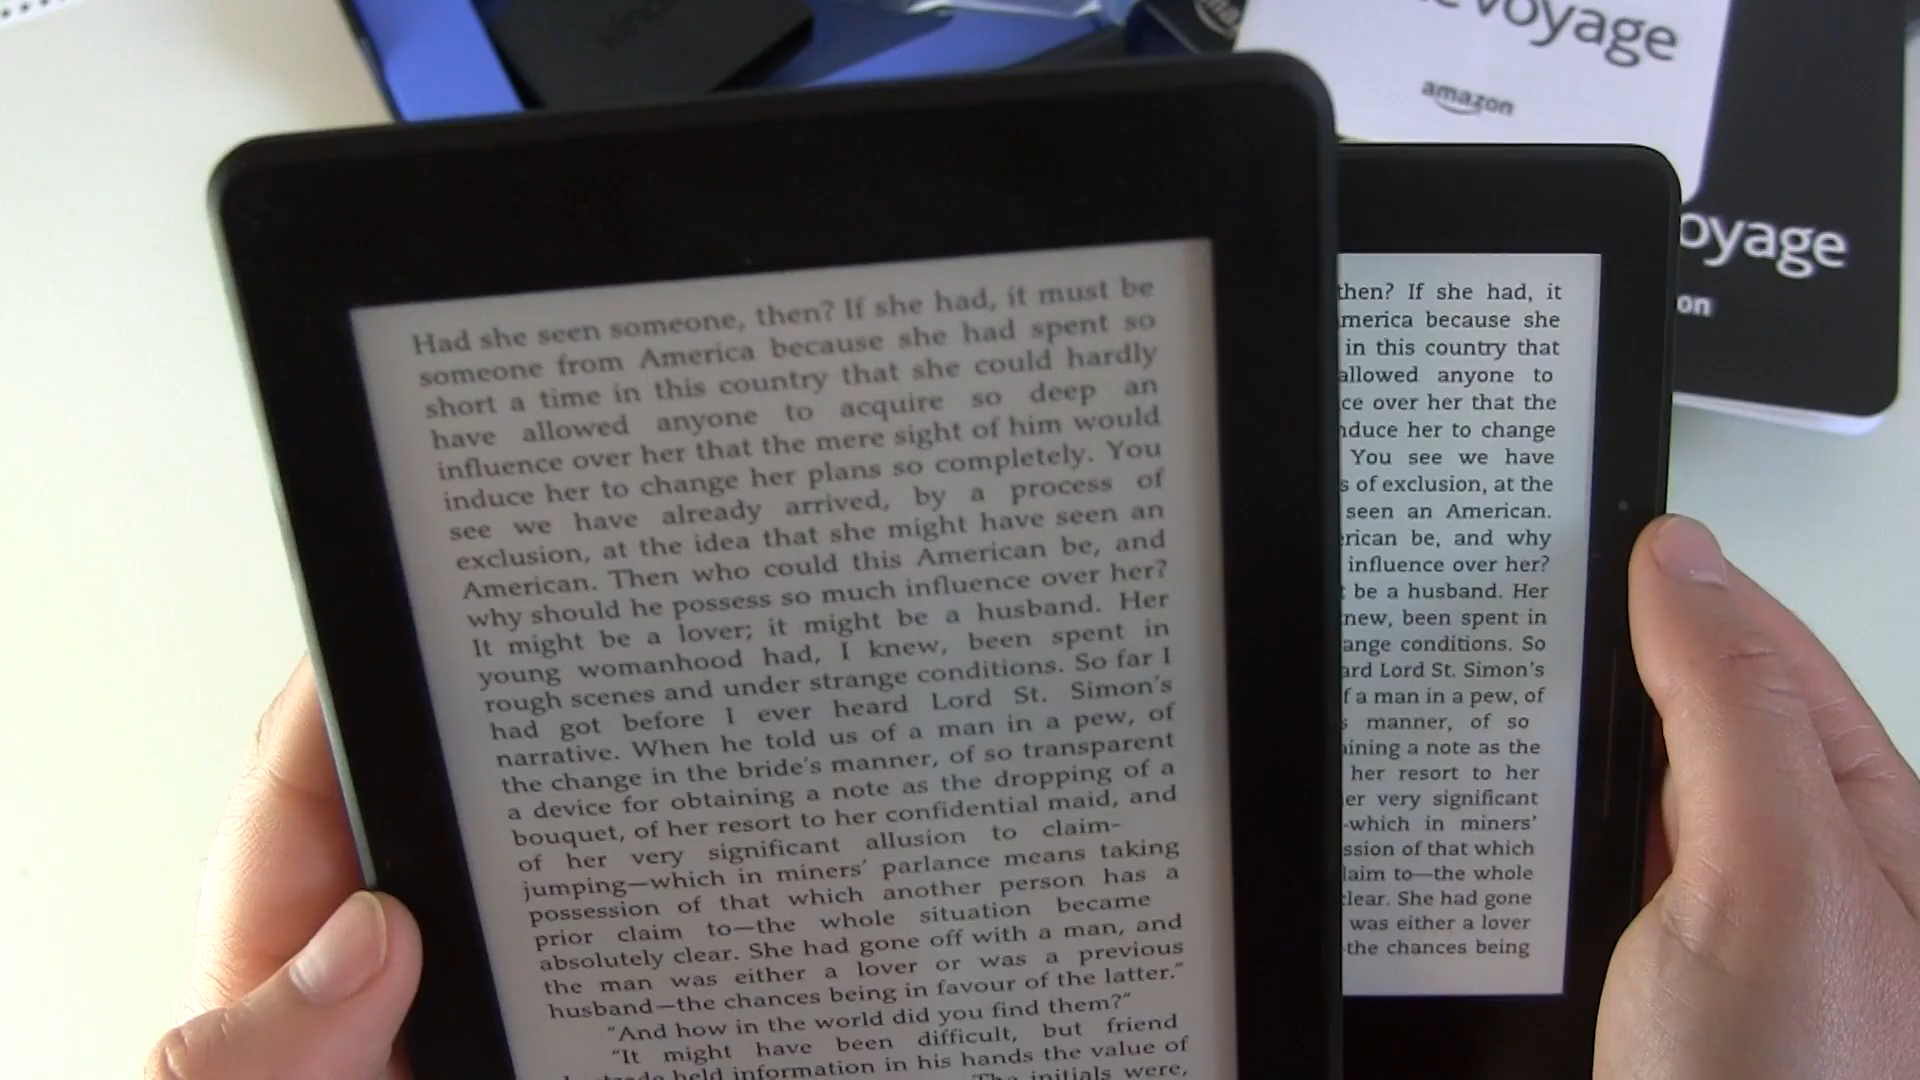 voyage
amazon
oyage
on
Had she seen someone, then? If she had, it must be
someone from America because she had spent so
short a time in this country that she could hardly
have allowed anyone to acquire so deep an
influence over her that the mere sight of him would
induce her to change her plans so completely. You
see we have already arrived, by a process of
exclusion, at the idea that she might have seen an
American. Then who could this American be, and
why should he possess so much influence over her?
It might be a lover; it might be a husband. Her
young womanhood had, I knew, been spent in
rough scenes and under strange conditions. So far I
had got before I ever heard Lord St. Simon's
narrative. When he told us of a man in a pew, of
the change in the bride's manner, of so transparent
a device for obtaining a note as the dropping of a
bouquet, of her resort to her confidential maid, and
of her very significant allusion to claim-
jumping—which in miners' parlance means taking
possession of that which another person has a
prior claim to—the whole situation became
absolutely clear. She had gone off with a man, and
the man was either a lover or was a previous
husband—the chances being in favour of the latter."
"And how in the world did you find them?"
"It might have been difficult, but friend
held information in his hands the value of
The initials were,
then? If she had, it
merica because she
in this country that
allowed anyone to
ce over her that the
nduce her to change
You see we have
s of exclusion, at the
seen an American.
rican be, and why
influence over her?
be a husband. Her
new, been spent in
ange conditions. So
ard Lord St. Simon's
f a man in a pew, of
s manner, of so
ining a note as the
her resort to her
er very significant
-which in miners'
ssion of that which
laim to—the whole
clear. She had gone
was either a lover
the chances being